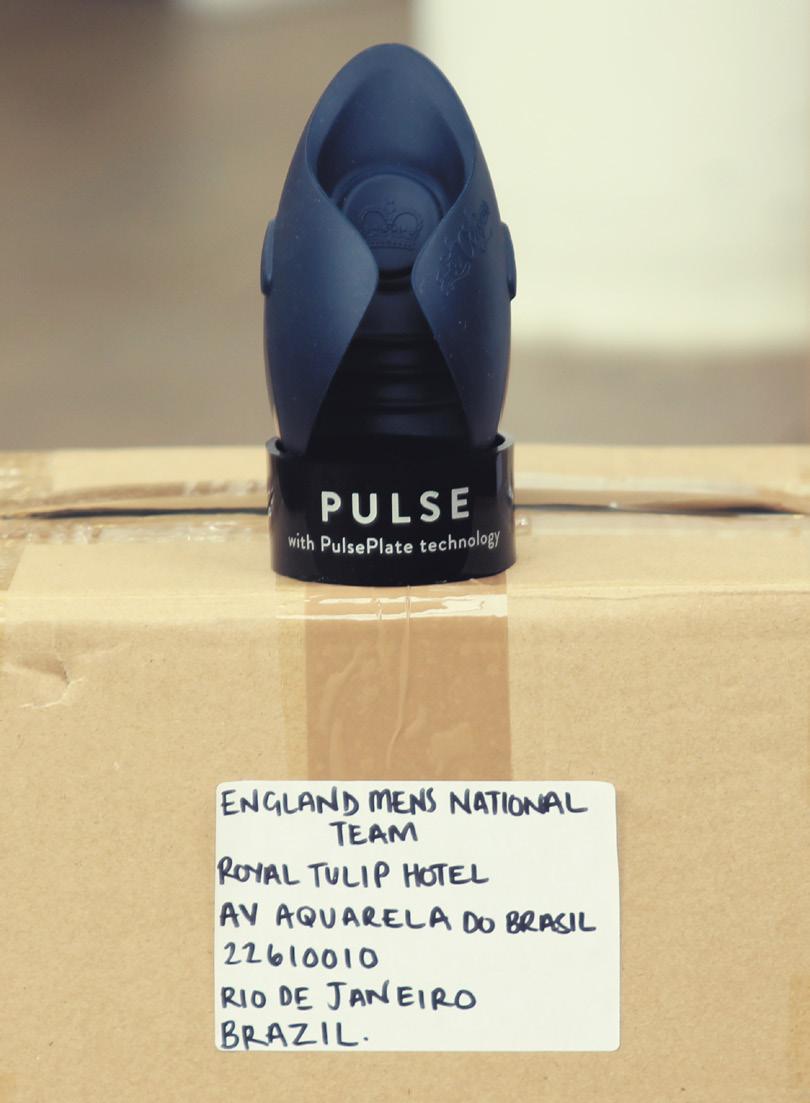 PULSE
with PulsePlate technology
ENGLAND MENS NATIONAL
TEAM
ROYAL TULIP HOTEL
AV AQUARELA DO BRASIL
22610010
RIO DE JANEIRO
BRAZIL.